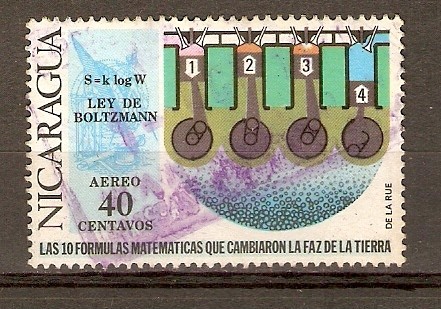 NICARAGUA
S = k log W
LEY DE
BOLTZMANN
AEREO
40
CENTAVOS
1 2 3 4
DE LA RUE
LAS 10 FORMULAS MATEMATICAS QUE CAMBIARON LA FAZ DE LA TIERRA